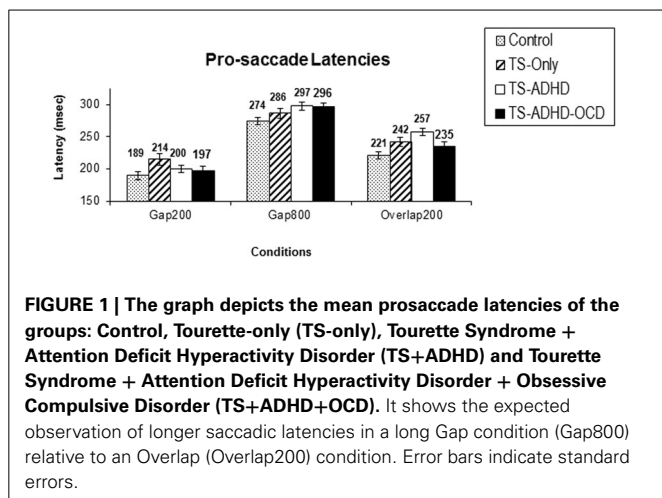 Pro-saccade Latencies
Control
TS-Only
TS-ADHD
TS-ADHD-OCD
Latency (msec)
300
250
200
150
189 214 200 197
274 286 297 296
221 242 257 235
Gap200 Gap800 Overlap200
Conditions
FIGURE 1 | The graph depicts the mean prosaccade latencies of the
groups: Control, Tourette-only (TS-only), Tourette Syndrome +
Attention Deficit Hyperactivity Disorder (TS+ADHD) and Tourette
Syndrome + Attention Deficit Hyperactivity Disorder + Obsessive
Compulsive Disorder (TS+ADHD+OCD). It shows the expected
observation of longer saccadic latencies in a long Gap condition (Gap800)
relative to an Overlap (Overlap200) condition. Error bars indicate standard
errors.